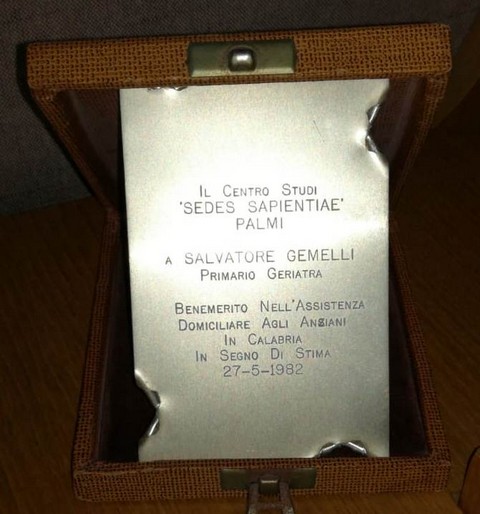 Il Centro Studi
'SEDES SAPIENTIAE'
PALMI
A SALVATORE GEMELLI
Primario Geriatra
Benemerito Nell'Assistenza
Domiciliare Agli Anziani
In Calabria
In Segno Di Stima
27-5-1982